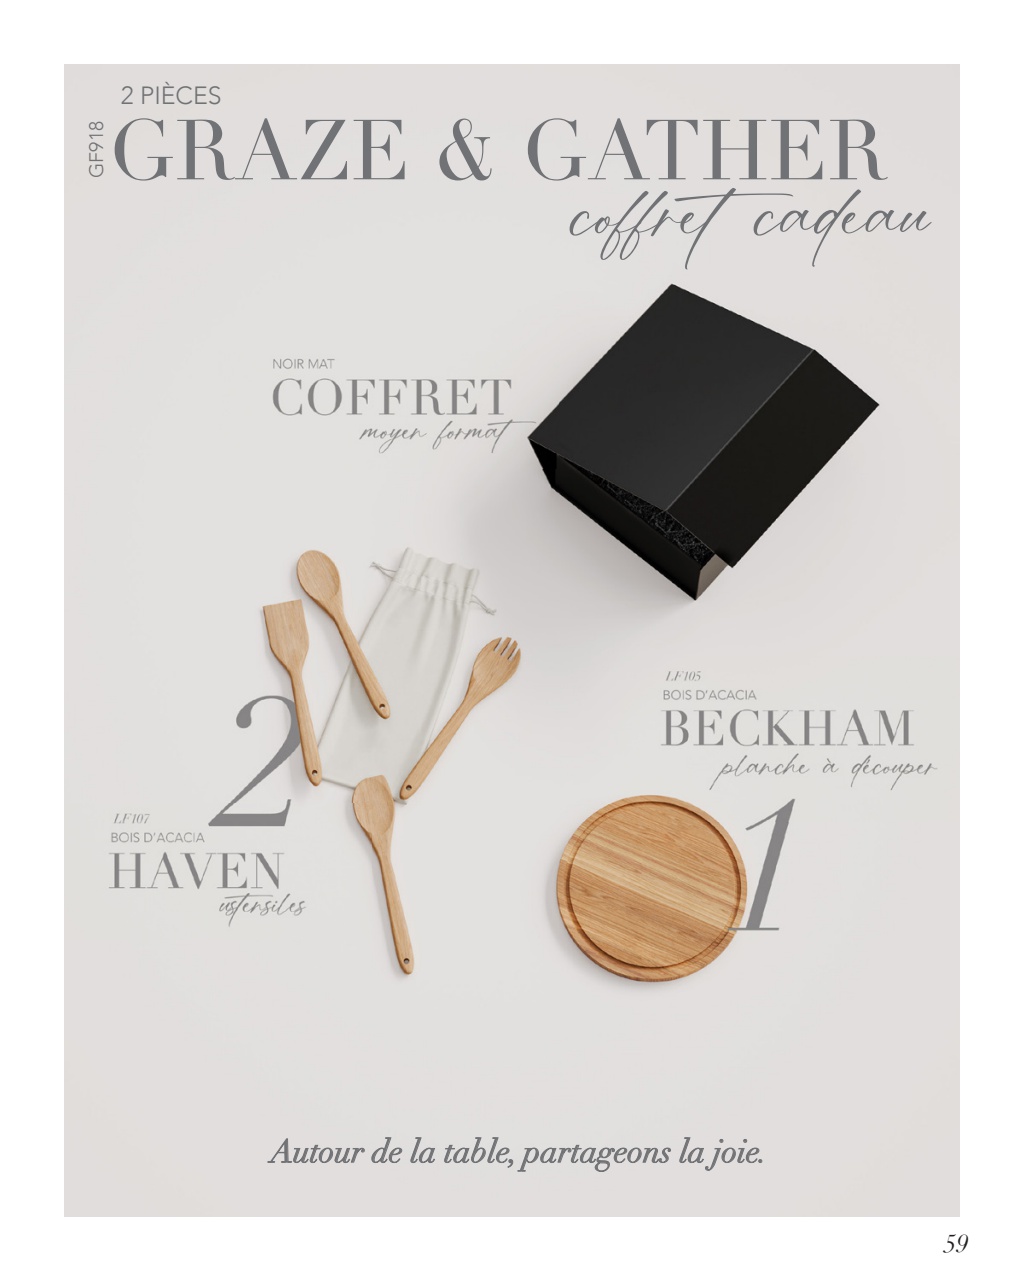 2 PIÈCES
GF918
GRAZE & GATHER
coffret cadeau
NOIR MAT
COFFRET
moyen format
LF105
BOIS D'ACACIA
BECKHAM
planche à découper
1
2
LF107
BOIS D'ACACIA
HAVEN
ustensiles
Autour de la table, partageons la joie.
59